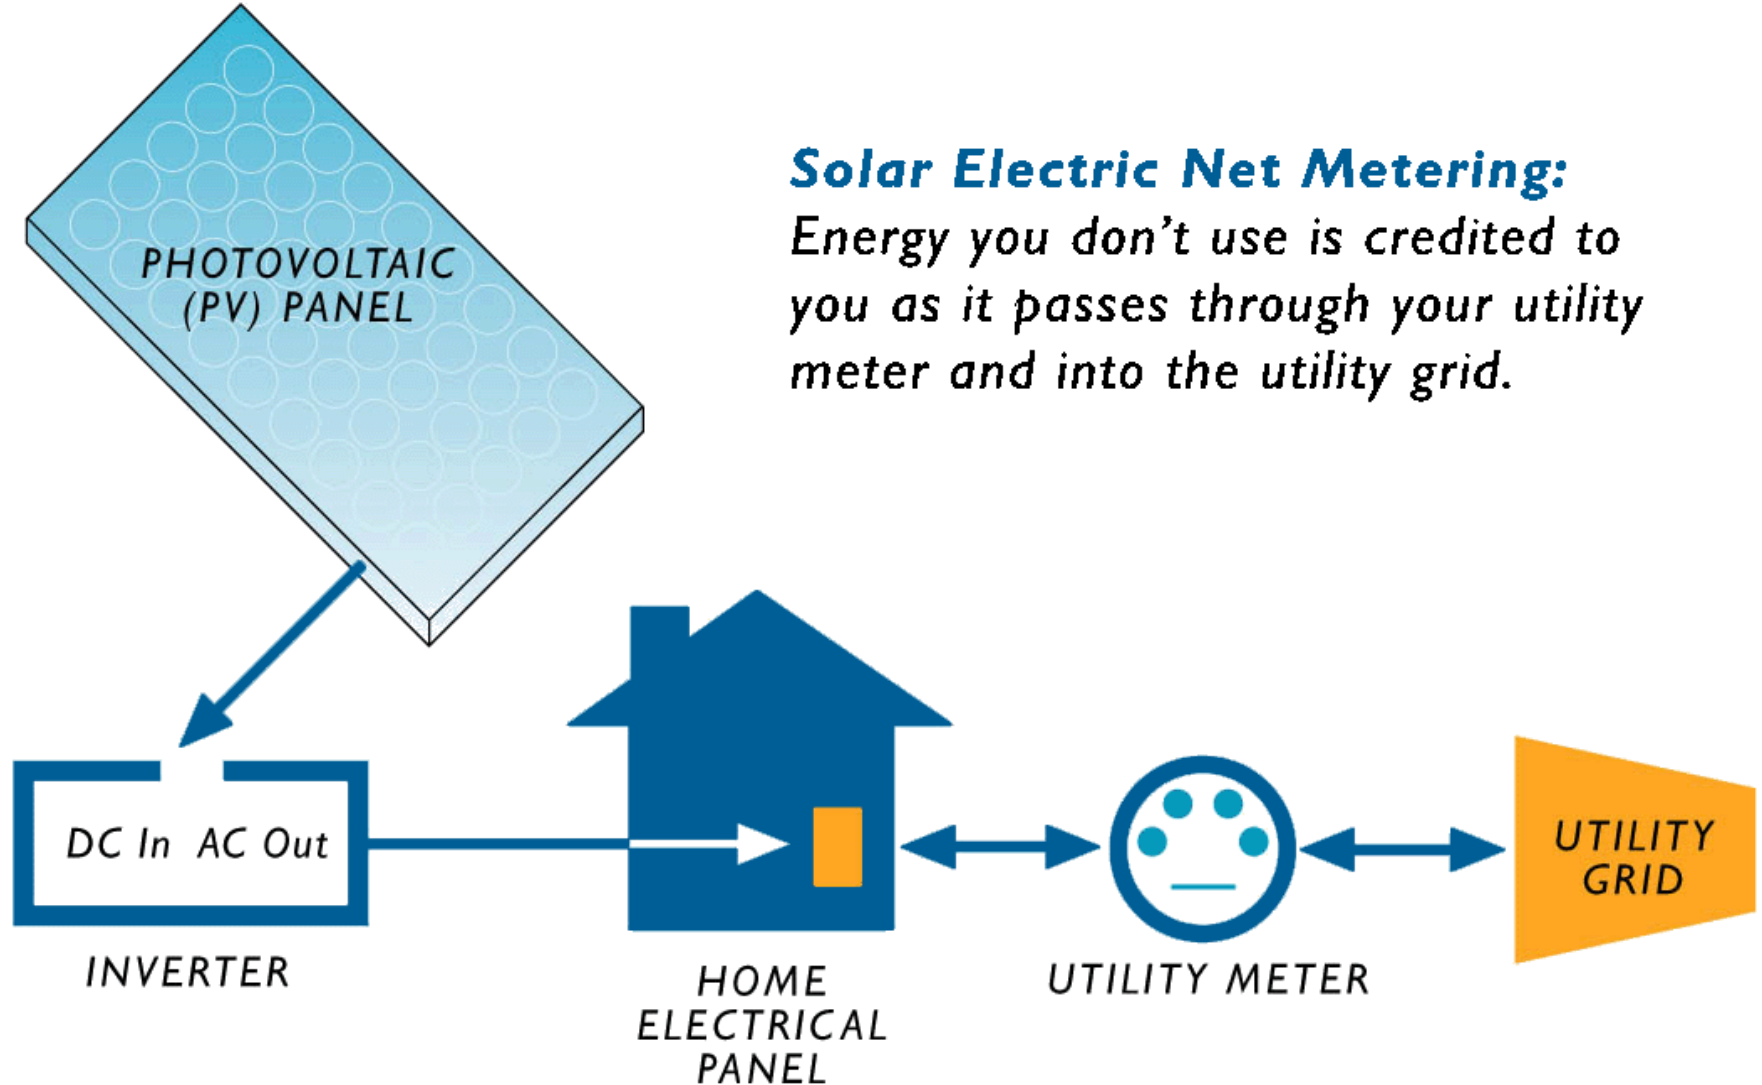 Solar Electric Net Metering:
Energy you don't use is credited to
you as it passes through your utility
meter and into the utility grid.
PHOTOVOLTAIC
(PV) PANEL
DC In AC Out
INVERTER
HOME
ELECTRICAL
PANEL
UTILITY METER
UTILITY
GRID